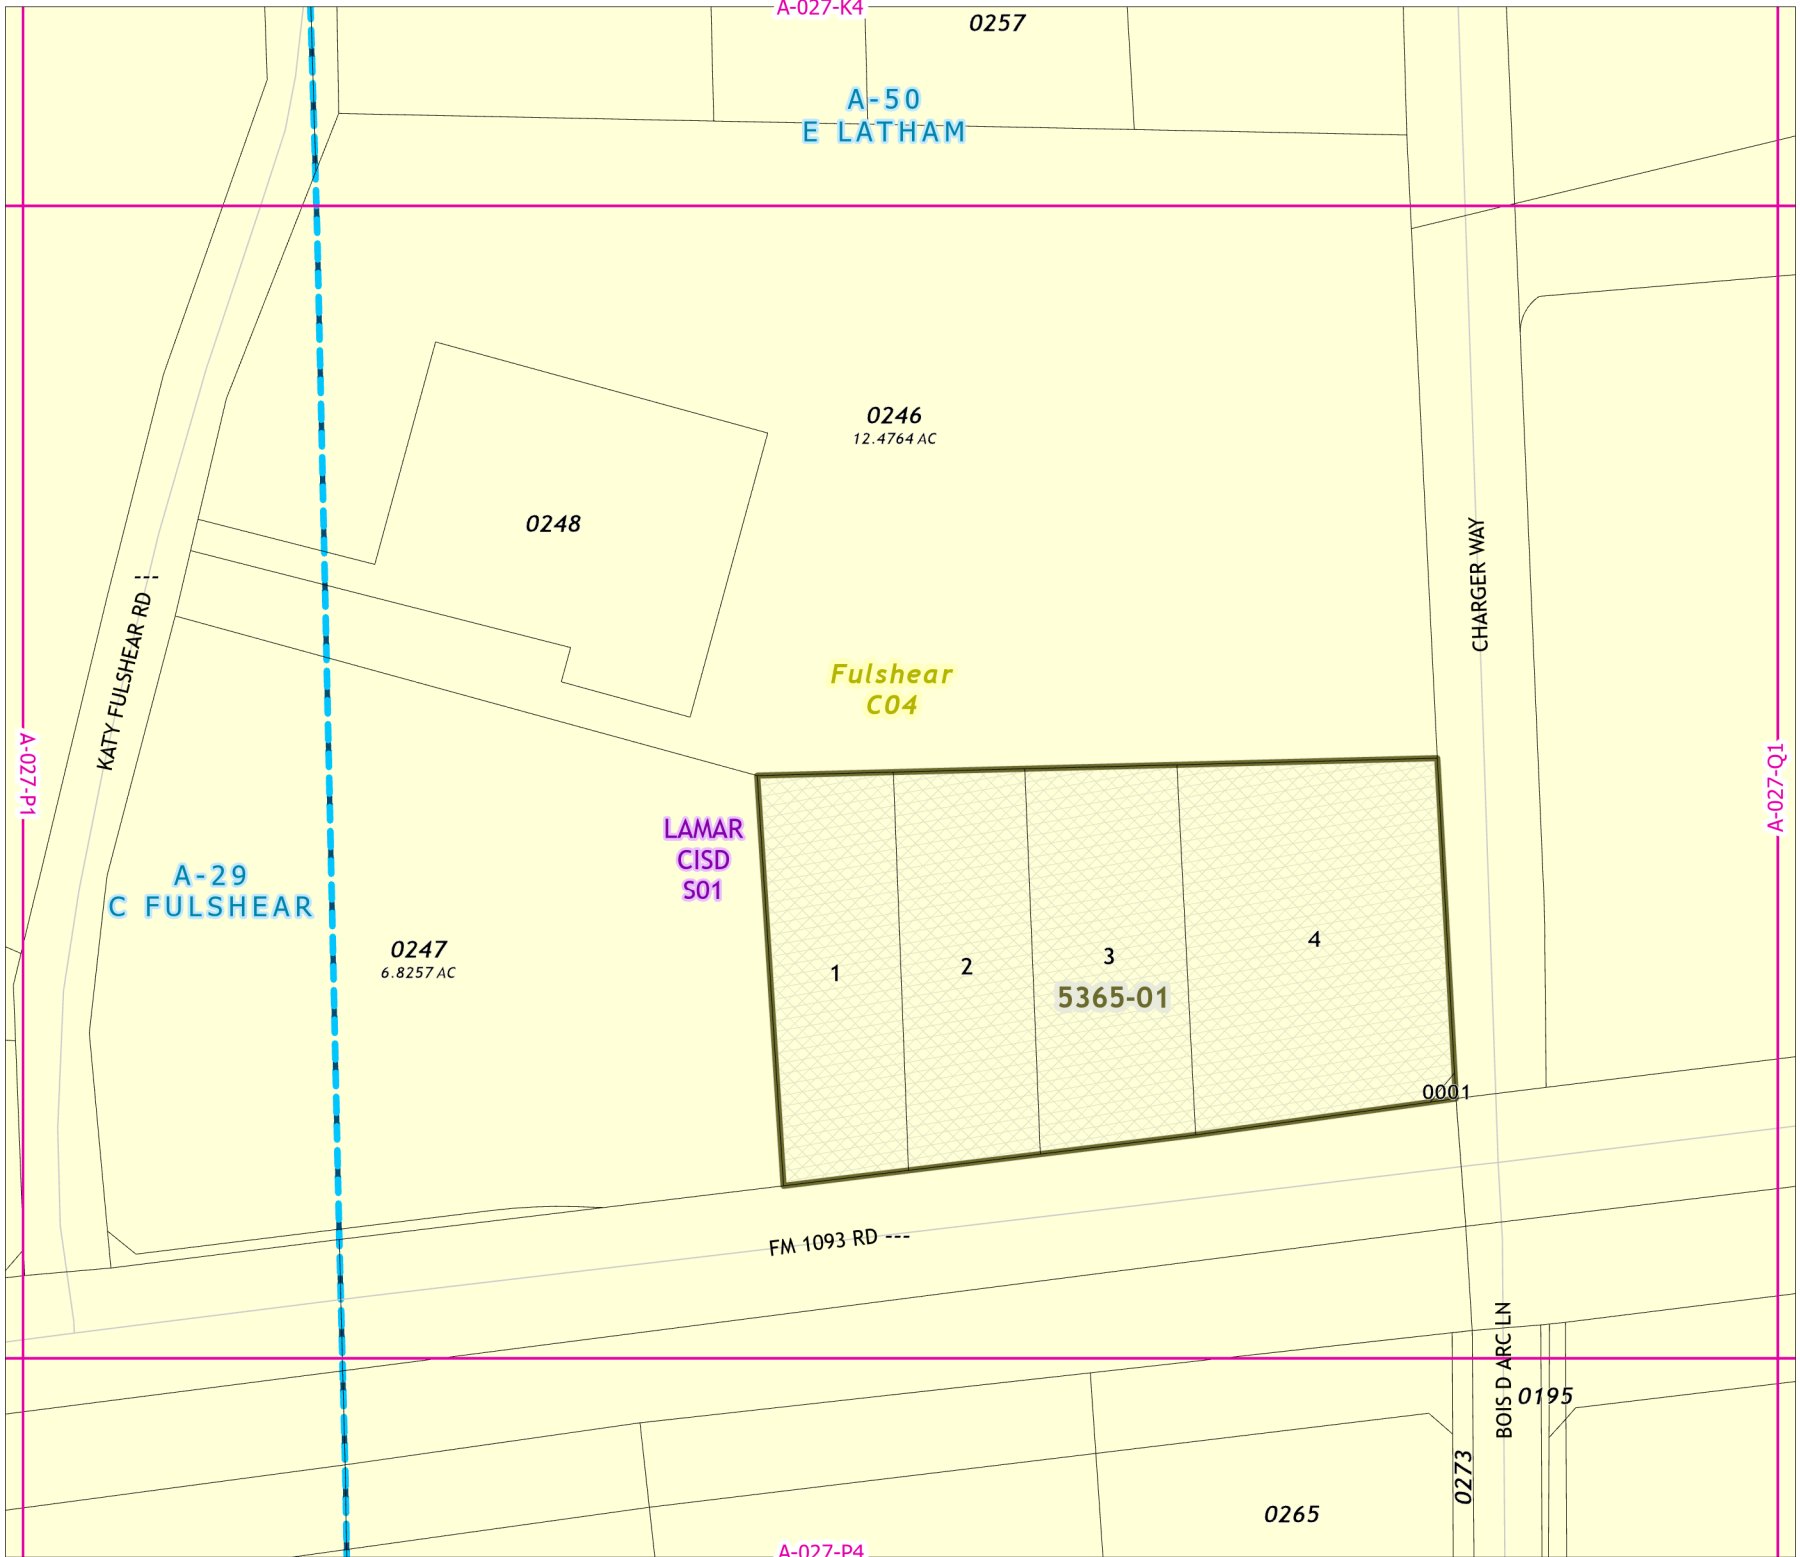 A-027-K4
0257
A-50
E LATHAM
0246
12.4764 AC
0248
CHARGER WAY
KATY FULSHEAR RD ---
Fulshear
C04
A-027-P1
A-027-Q1
LAMAR
CISD
S01
A-29
C FULSHEAR
0247
6.8257 AC
1
2
3
4
5365-01
0001
FM 1093 RD ---
BOIS D ARC LN
0195
0273
0265
A-027-P4